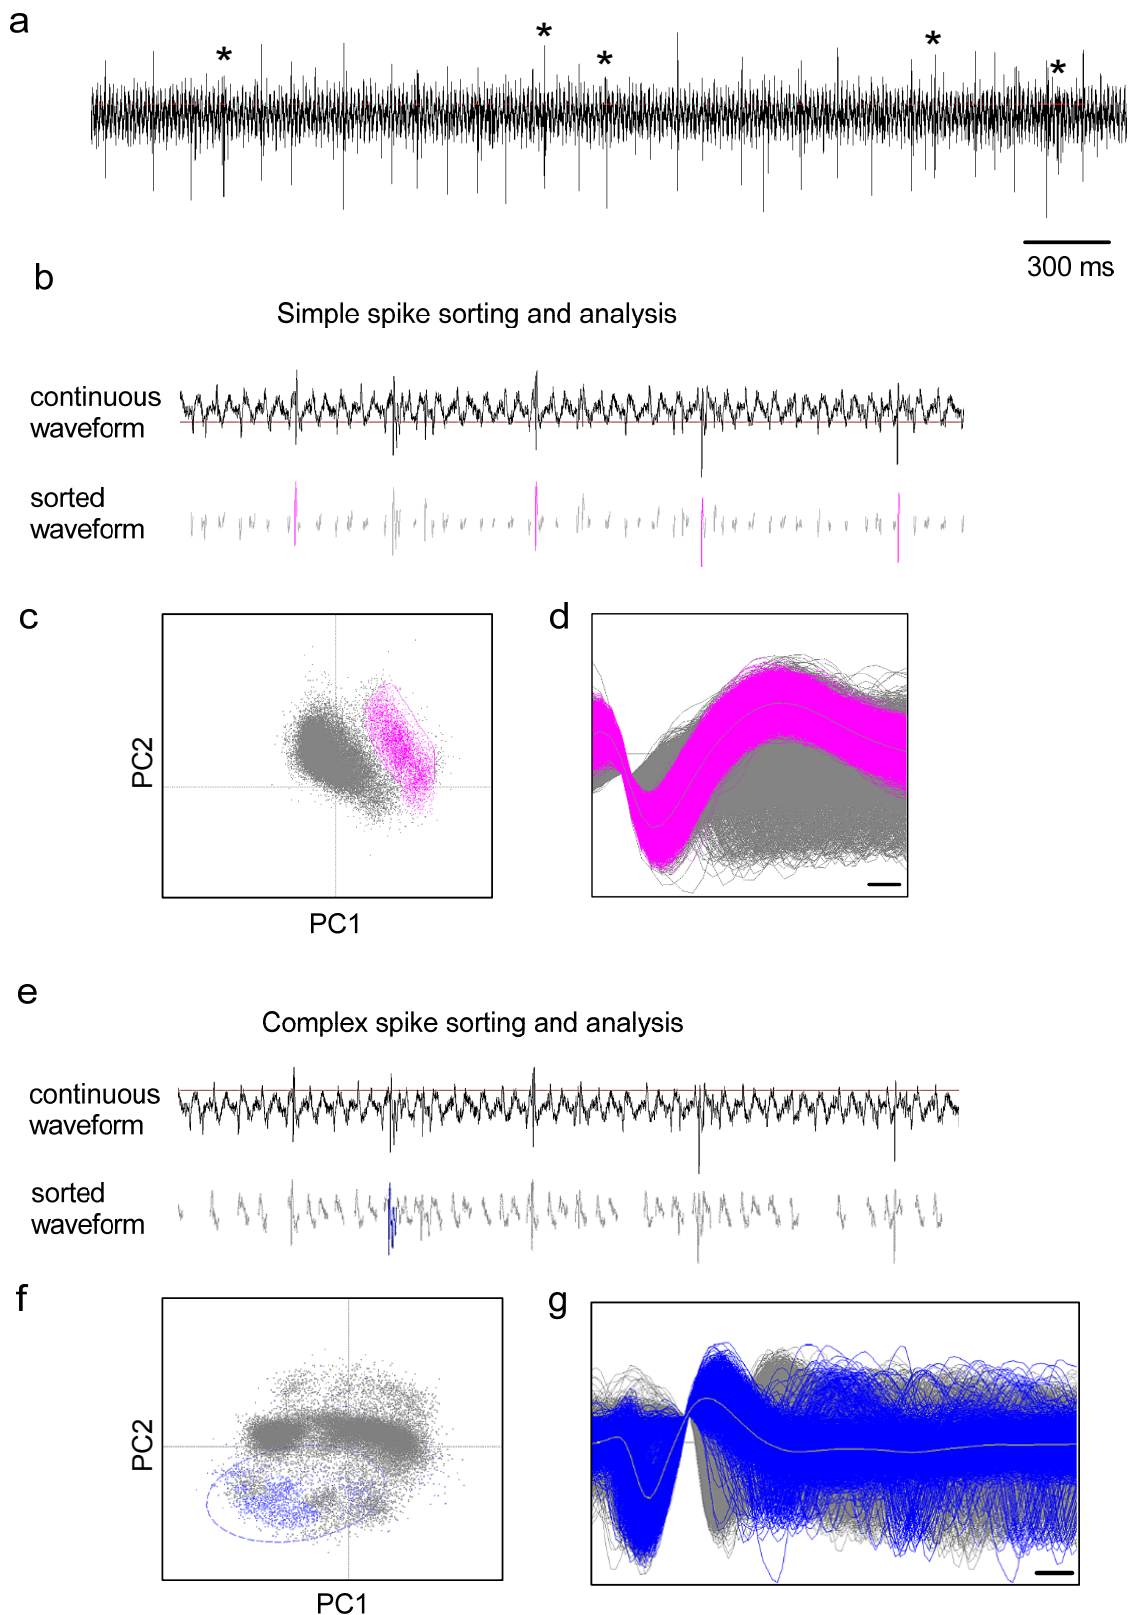 a
* * * * *
300 ms
b
Simple spike sorting and analysis
continuous
waveform
sorted
waveform
c
d
PC2
PC1
e
Complex spike sorting and analysis
continuous
waveform
sorted
waveform
f
g
PC2
PC1